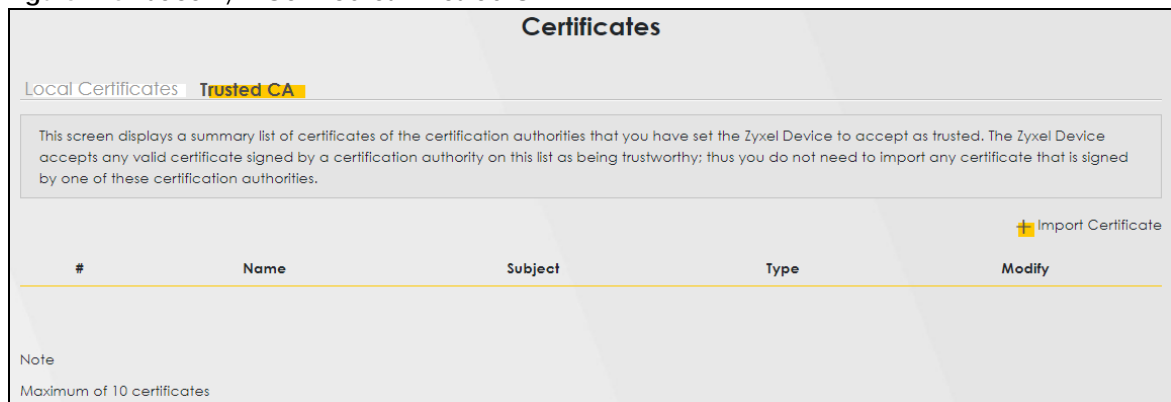 Certificates
Local Certificates Trusted CA
This screen displays a summary list of certificates of the certification authorities that you have set the Zyxel Device to accept as trusted. The Zyxel Device
accepts any valid certificate signed by a certification authority on this list as being trustworthy; thus you do not need to import any certificate that is signed
by one of these certification authorities.
+ Import Certificate
# Name Subject Type Modify
Note
Maximum of 10 certificates